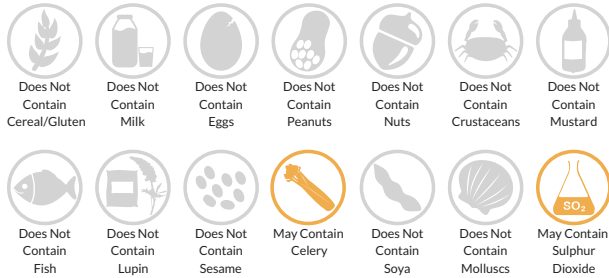 Does Not Contain Cereal/Gluten
Does Not Contain Milk
Does Not Contain Eggs
Does Not Contain Peanuts
Does Not Contain Nuts
Does Not Contain Crustaceans
Does Not Contain Mustard
Does Not Contain Fish
Does Not Contain Lupin
Does Not Contain Sesame
May Contain Celery
Does Not Contain Soya
Does Not Contain Molluscs
SO₂
May Contain Sulphur Dioxide